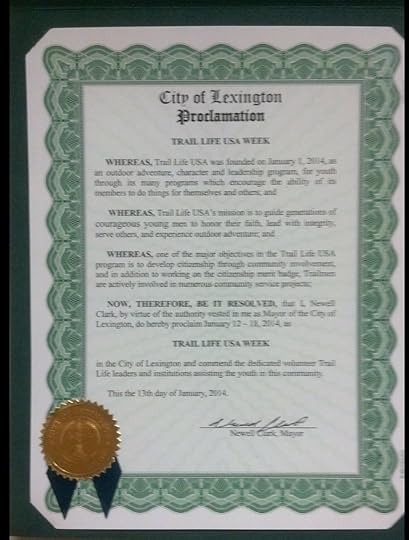 City of Lexington
Proclamation
TRAIL LIFE USA WEEK
WHEREAS, Trail Life USA was founded on January 1, 2014, as
an outdoor adventure, character and leadership program, for youth
through its many programs which encourage the ability of its
members to do things for themselves and others; and
WHEREAS, Trail Life USA's mission is to guide generations of
courageous young men to honor their faith, lead with integrity,
serve others, and experience outdoor adventure; and
WHEREAS, one of the major objectives in the Trail Life USA
program is to develop citizenship through community involvement,
and in addition to working on the citizenship merit badge, Trailmen
are actively involved in numerous community service projects;
NOW, THEREFORE, BE IT RESOLVED, that I, Newell
Clark, by virtue of the authority vested in me as Mayor of the City of
Lexington, do hereby proclaim January 12 – 18, 2014, as
TRAIL LIFE USA WEEK
in the City of Lexington and commend the dedicated volunteer Trail
Life leaders and institutions assisting the youth in this community.
This the 13th day of January, 2014.
Newell Clark, Mayor